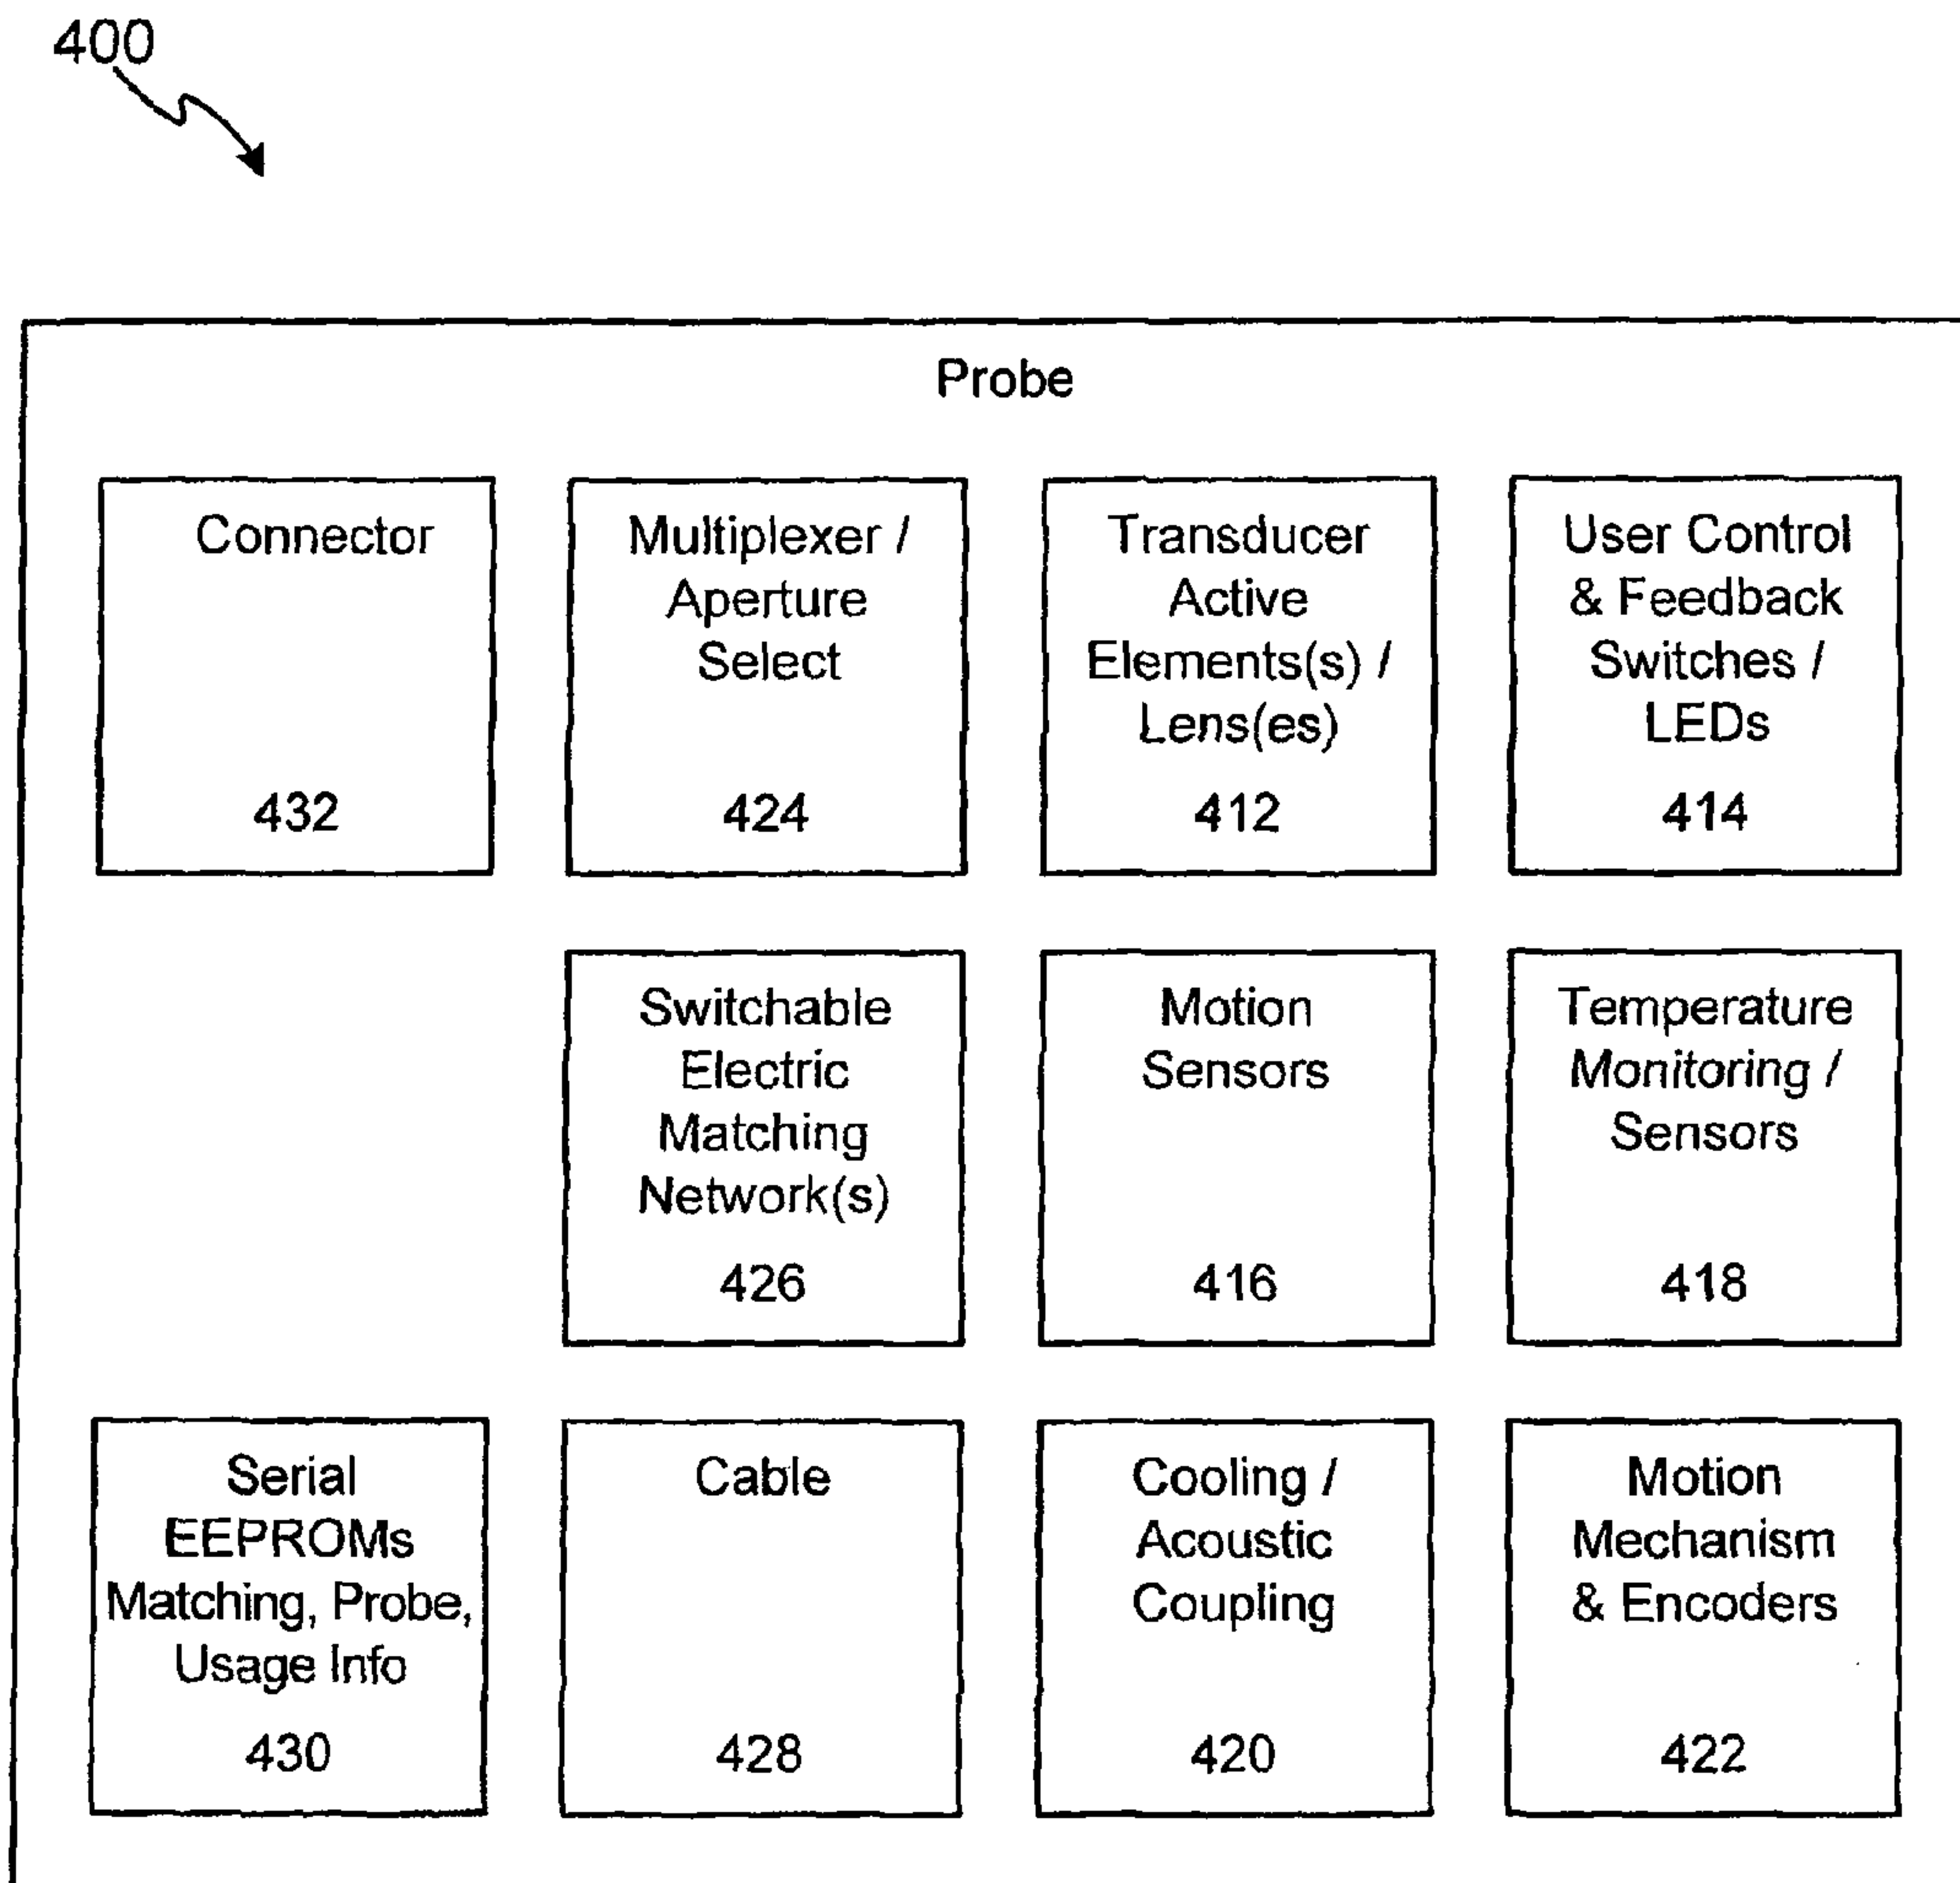 400
Probe
Connector
432
Multiplexer /
Aperture
Select
424
Transducer
Active
Elements(s) /
Lens(es)
412
User Control
& Feedback
Switches /
LEDs
414
Switchable
Electric
Matching
Network(s)
426
Motion
Sensors
416
Temperature
Monitoring /
Sensors
418
Serial
EEPROMs
Matching, Probe,
Usage Info
430
Cable
428
Cooling /
Acoustic
Coupling
420
Motion
Mechanism
& Encoders
422